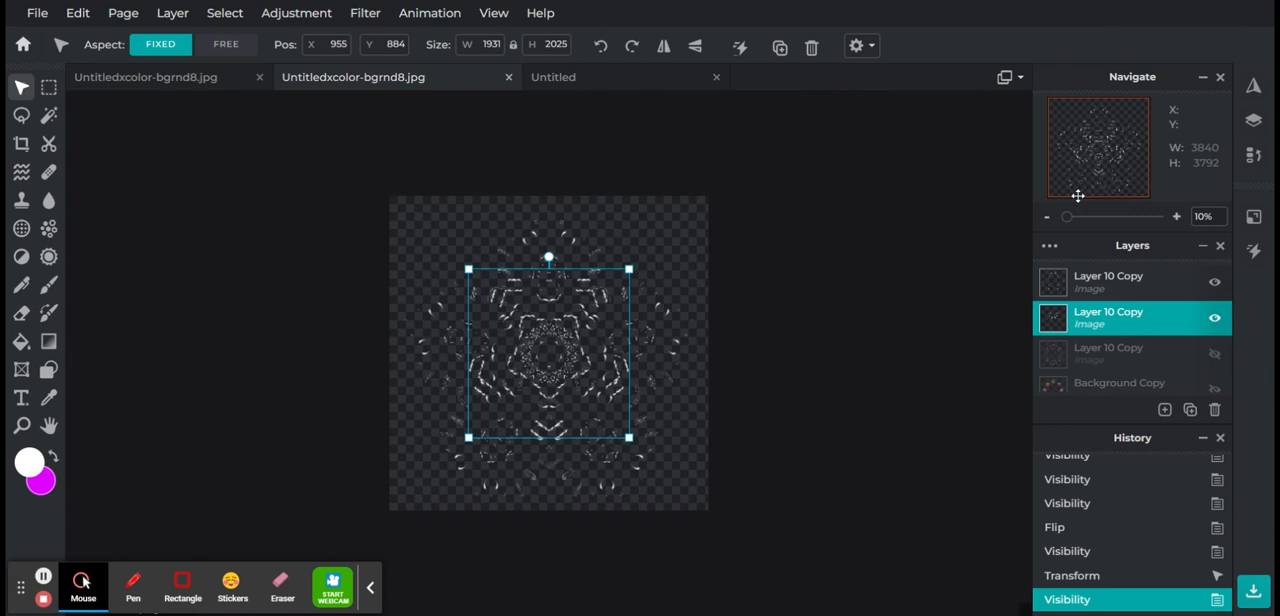 File Edit Page Layer Select Adjustment Filter Animation View Help
Aspect: FIXED FREE Pos: X 955 Y 884 Size: W 1931 H 2025
Untitledxcolor-bgrnd8.jpg Untitledxcolor-bgrnd8.jpg Untitled
Navigate
X:
Y:
W: 3840
H: 3792
- + 10%
Layers
Layer 10 Copy
Image
Layer 10 Copy
Image
Layer 10 Copy
Image
Background Copy
History
Visibility
Visibility
Visibility
Flip
Visibility
Transform
Visibility
Mouse Pen Rectangle Stickers Eraser START WEBCAM